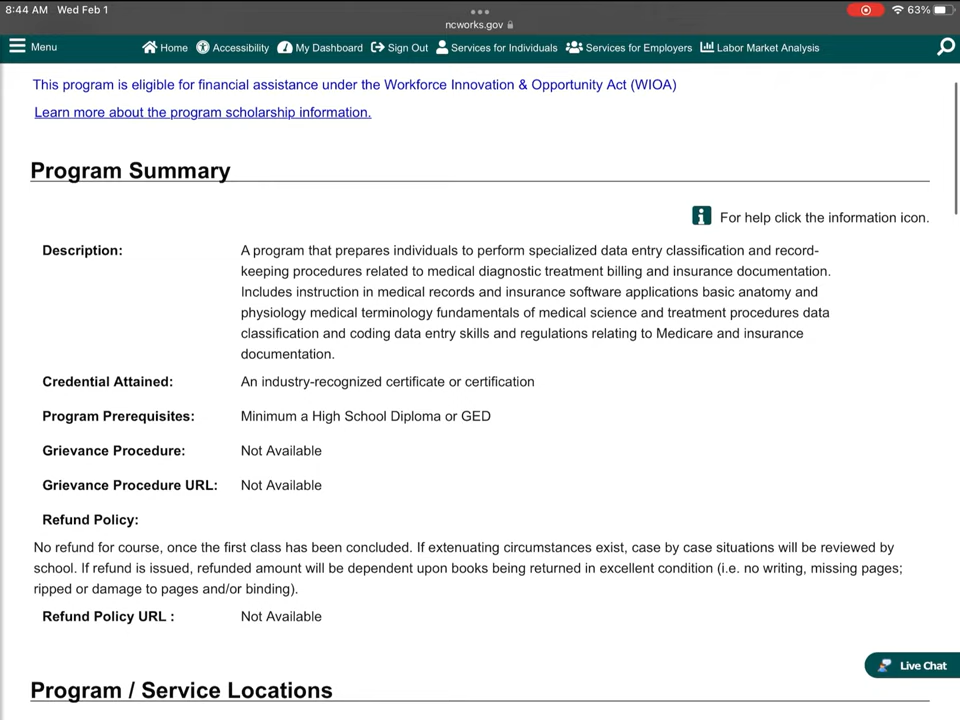 8:44 AM Wed Feb 1
63%
ncworks.gov
Menu
Home
Accessibility
My Dashboard
Sign Out
Services for Individuals
Services for Employers
Labor Market Analysis
This program is eligible for financial assistance under the Workforce Innovation & Opportunity Act (WIOA)
Learn more about the program scholarship information.
Program Summary
For help click the information icon.
Description: A program that prepares individuals to perform specialized data entry classification and record-
keeping procedures related to medical diagnostic treatment billing and insurance documentation.
Includes instruction in medical records and insurance software applications basic anatomy and
physiology medical terminology fundamentals of medical science and treatment procedures data
classification and coding data entry skills and regulations relating to Medicare and insurance
documentation.
Credential Attained: An industry-recognized certificate or certification
Program Prerequisites: Minimum a High School Diploma or GED
Grievance Procedure: Not Available
Grievance Procedure URL: Not Available
Refund Policy:
No refund for course, once the first class has been concluded. If extenuating circumstances exist, case by case situations will be reviewed by
school. If refund is issued, refunded amount will be dependent upon books being returned in excellent condition (i.e. no writing, missing pages;
ripped or damage to pages and/or binding).
Refund Policy URL : Not Available
Live Chat
Program / Service Locations